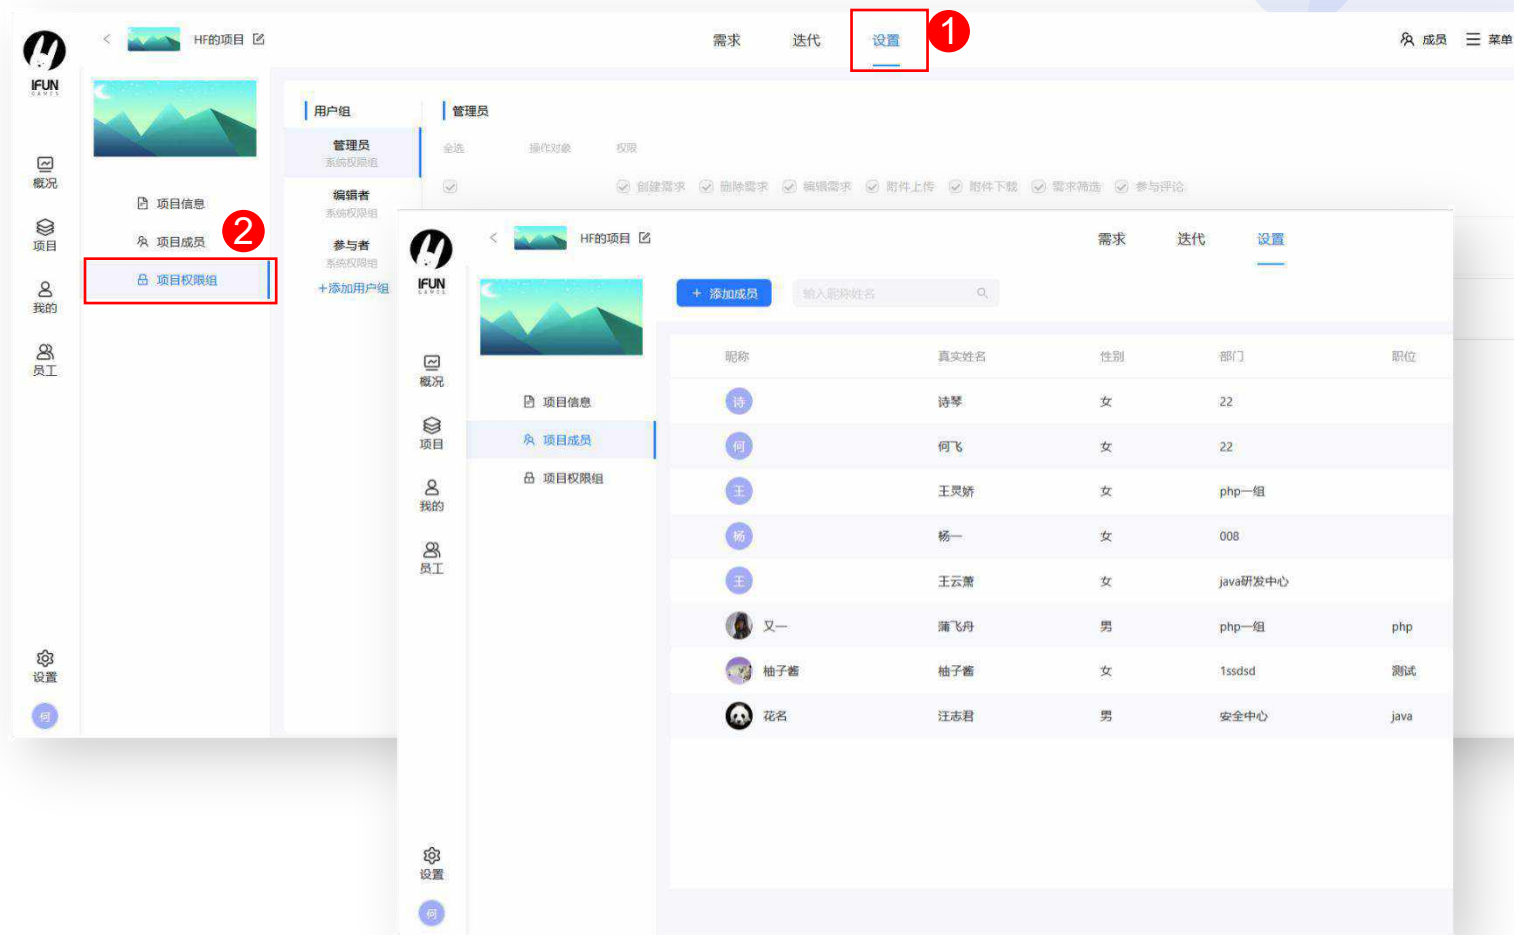 HF的项目
需求 迭代 设置
1
成员 菜单
IFUN
GAMES
概况
项目
我的
员工
设置
何
项目信息
项目成员
2
项目权限组
用户组
管理员
系统权限组
编辑者
系统权限组
参与者
系统权限组
+添加用户组
管理员
全选 操作对象 权限
创建需求 删除需求 编辑需求 附件上传 附件下载 需求筛选 参与评论
HF的项目
需求 迭代 设置
IFUN
GAMES
概况
项目
我的
员工
设置
何
项目信息
项目成员
项目权限组
+ 添加成员 输入昵称姓名
昵称 真实姓名 性别 部门 职位
诗 诗琴 女 22
何 何飞 女 22
王 王灵娇 女 php一组
杨 杨一 女 008
王 王云萧 女 java研发中心
又一 蒲飞舟 男 php一组 php
柚子酱 柚子酱 女 1ssdsd 测试
花名 汪志君 男 安全中心 java